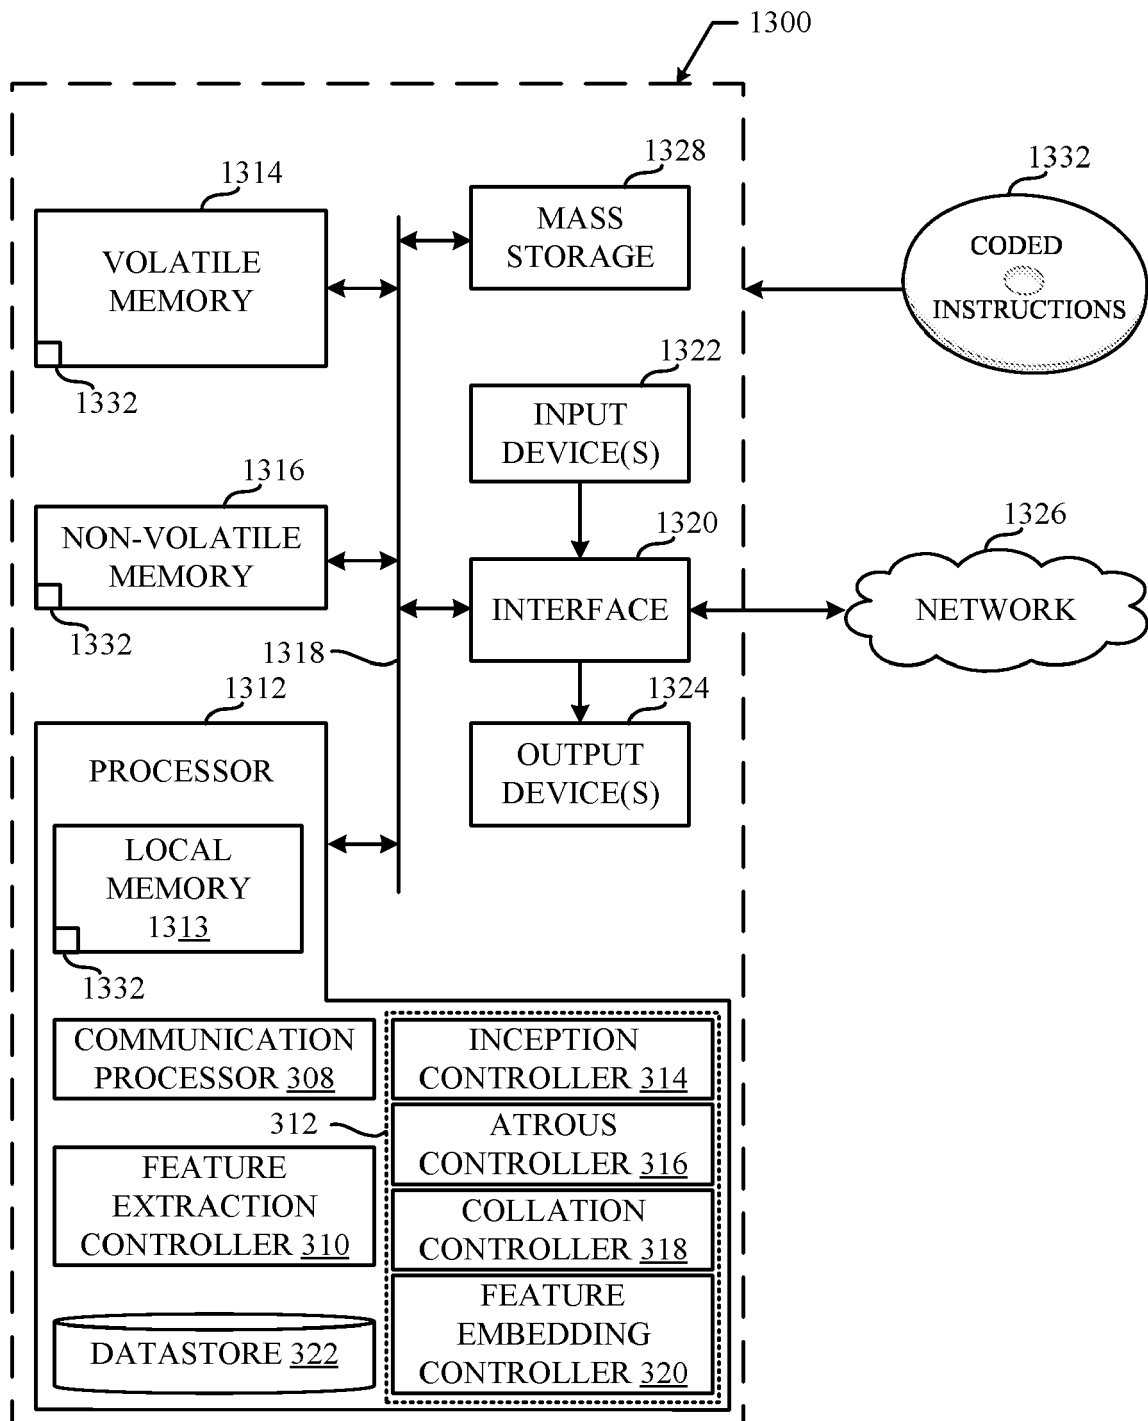 1300
1314
VOLATILE
MEMORY
1332
1328
MASS
STORAGE
1332
CODED
INSTRUCTIONS
1322
INPUT
DEVICE(S)
1316
NON-VOLATILE
MEMORY
1332
1320
INTERFACE
1326
NETWORK
1318
1324
OUTPUT
DEVICE(S)
1312
PROCESSOR
LOCAL
MEMORY
1313
1332
COMMUNICATION
PROCESSOR 308
312
FEATURE
EXTRACTION
CONTROLLER 310
DATASTORE 322
INCEPTION
CONTROLLER 314
ATROUS
CONTROLLER 316
COLLATION
CONTROLLER 318
FEATURE
EMBEDDING
CONTROLLER 320